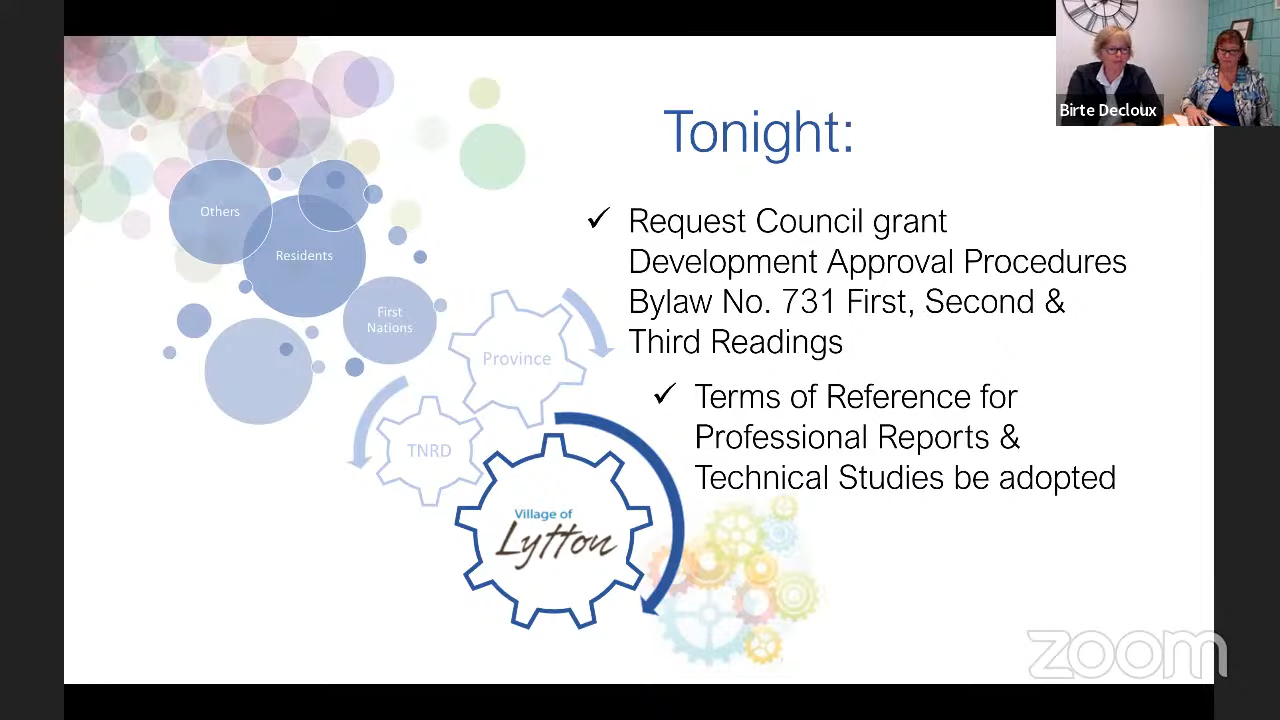 Birte Decloux
Tonight:
✓ Request Council grant
Development Approval Procedures
Bylaw No. 731 First, Second &
Third Readings
✓ Terms of Reference for
Professional Reports &
Technical Studies be adopted
Others
Residents
First
Nations
Province
TNRD
Village of
Lytton
zoom